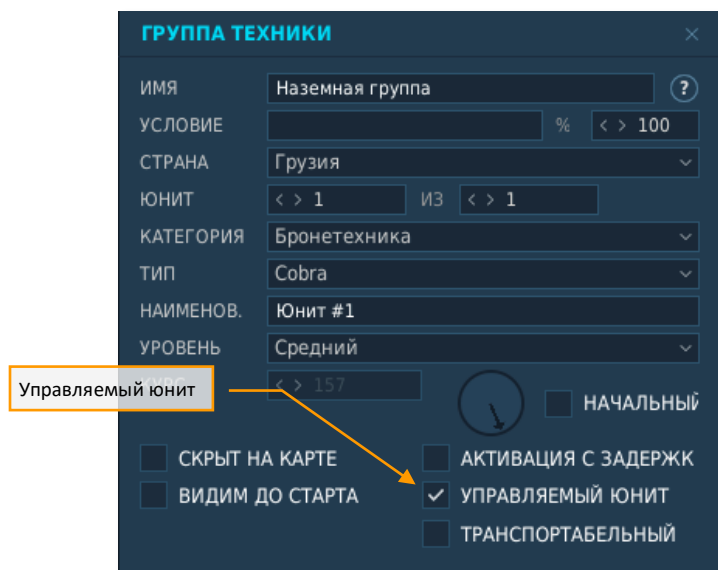 ГРУППА ТЕХНИКИ
ИМЯ Наземная группа ?
УСЛОВИЕ % < > 100
СТРАНА Грузия
ЮНИТ < > 1 ИЗ < > 1
КАТЕГОРИЯ Бронетехника
ТИП Cobra
НАИМЕНОВ. Юнит #1
УРОВЕНЬ Средний
КУРС < > 157
Управляемый юнит
НАЧАЛЬНЫЙ
СКРЫТ НА КАРТЕ АКТИВАЦИЯ С ЗАДЕРЖК
ВИДИМ ДО СТАРТА УПРАВЛЯЕМЫЙ ЮНИТ
ТРАНСПОРТАБЕЛЬНЫЙ